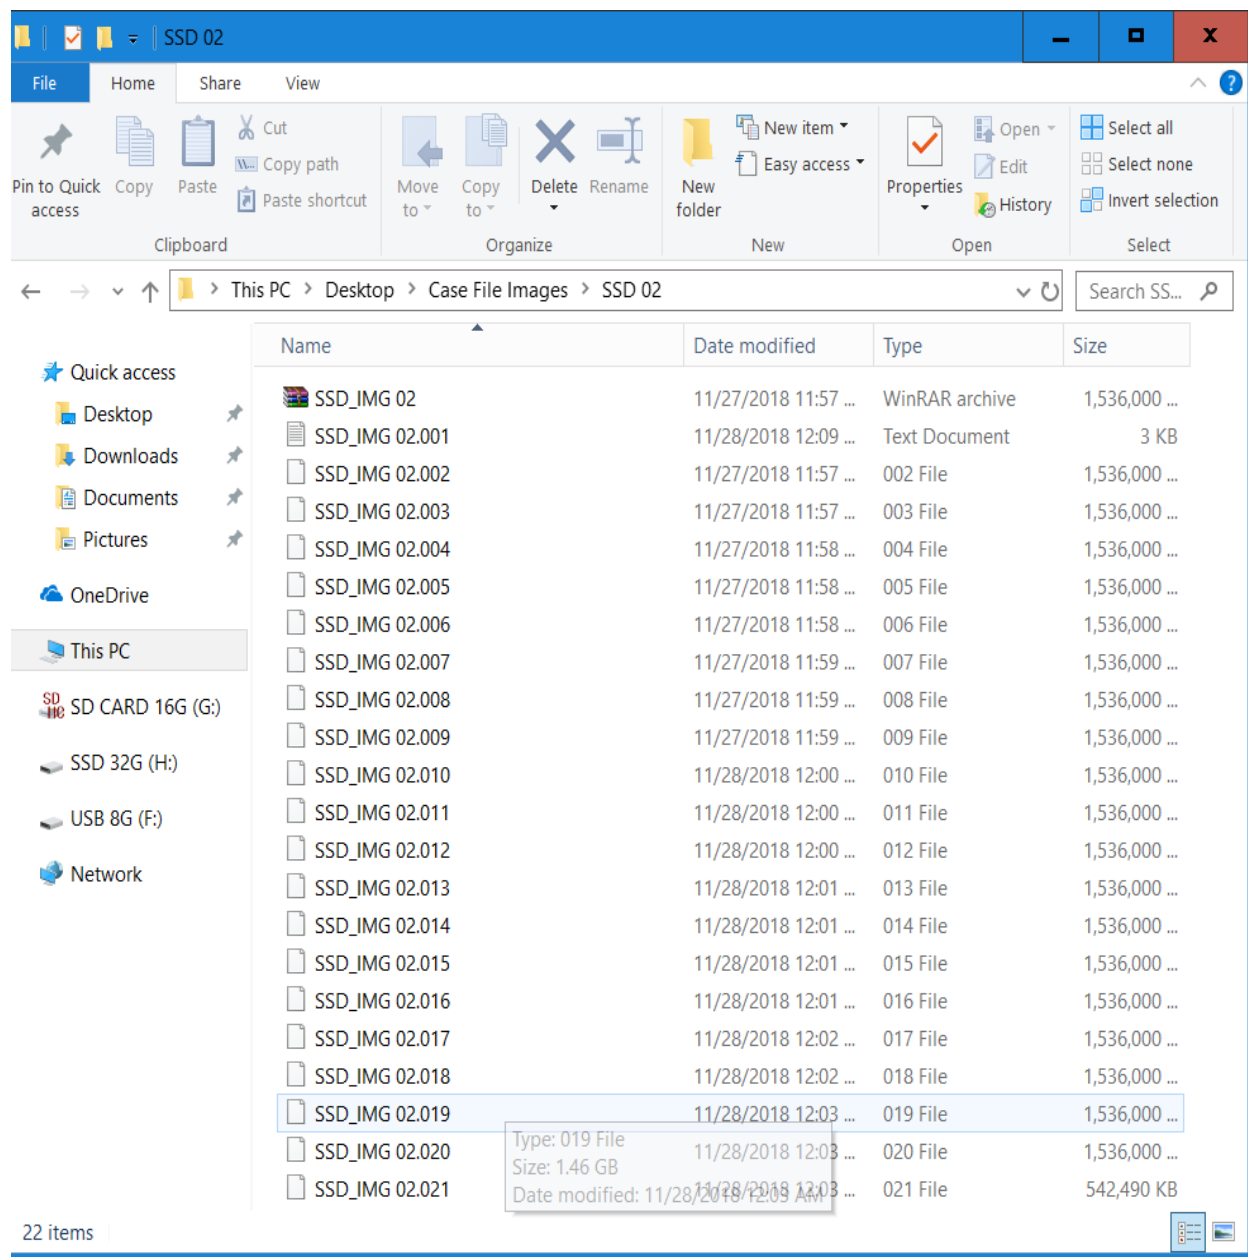 SSD 02
File Home Share View
Pin to Quick access
Copy
Paste
Cut
Copy path
Paste shortcut
Clipboard
Move to
Copy to
Delete
Rename
Organize
New folder
New item
Easy access
New
Properties
Open
Edit
History
Open
Select all
Select none
Invert selection
Select
This PC > Desktop > Case File Images > SSD 02
Search SS...
Quick access
Desktop
Downloads
Documents
Pictures
OneDrive
This PC
SD CARD 16G (G:)
SSD 32G (H:)
USB 8G (F:)
Network
Name Date modified Type Size
SSD_IMG 02 11/27/2018 11:57 ... WinRAR archive 1,536,000 ...
SSD_IMG 02.001 11/28/2018 12:09 ... Text Document 3 KB
SSD_IMG 02.002 11/27/2018 11:57 ... 002 File 1,536,000 ...
SSD_IMG 02.003 11/27/2018 11:57 ... 003 File 1,536,000 ...
SSD_IMG 02.004 11/27/2018 11:58 ... 004 File 1,536,000 ...
SSD_IMG 02.005 11/27/2018 11:58 ... 005 File 1,536,000 ...
SSD_IMG 02.006 11/27/2018 11:58 ... 006 File 1,536,000 ...
SSD_IMG 02.007 11/27/2018 11:59 ... 007 File 1,536,000 ...
SSD_IMG 02.008 11/27/2018 11:59 ... 008 File 1,536,000 ...
SSD_IMG 02.009 11/27/2018 11:59 ... 009 File 1,536,000 ...
SSD_IMG 02.010 11/28/2018 12:00 ... 010 File 1,536,000 ...
SSD_IMG 02.011 11/28/2018 12:00 ... 011 File 1,536,000 ...
SSD_IMG 02.012 11/28/2018 12:00 ... 012 File 1,536,000 ...
SSD_IMG 02.013 11/28/2018 12:01 ... 013 File 1,536,000 ...
SSD_IMG 02.014 11/28/2018 12:01 ... 014 File 1,536,000 ...
SSD_IMG 02.015 11/28/2018 12:01 ... 015 File 1,536,000 ...
SSD_IMG 02.016 11/28/2018 12:01 ... 016 File 1,536,000 ...
SSD_IMG 02.017 11/28/2018 12:02 ... 017 File 1,536,000 ...
SSD_IMG 02.018 11/28/2018 12:02 ... 018 File 1,536,000 ...
SSD_IMG 02.019 11/28/2018 12:03 ... 019 File 1,536,000 ...
SSD_IMG 02.020 11/28/2018 12:03 ... 020 File 1,536,000 ...
SSD_IMG 02.021 11/28/2018 12:03 ... 021 File 542,490 KB
Type: 019 File
Size: 1.46 GB
Date modified: 11/28/2018 12:03 AM
22 items